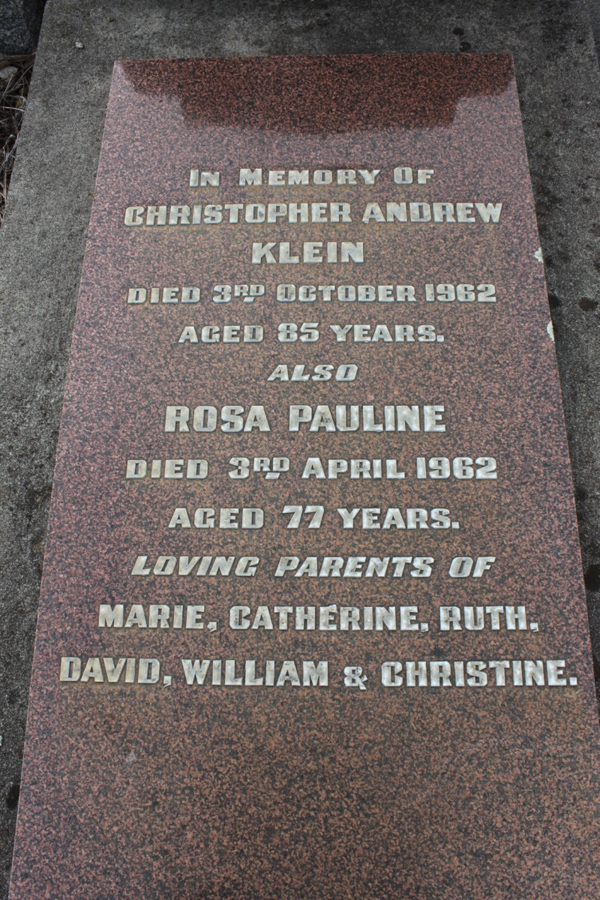 IN MEMORY OF
CHRISTOPHER ANDREW
KLEIN
DIED 3RD OCTOBER 1962
AGED 85 YEARS.
ALSO
ROSA PAULINE
DIED 3RD APRIL 1962
AGED 77 YEARS.
LOVING PARENTS OF
MARIE, CATHERINE, RUTH,
DAVID, WILLIAM & CHRISTINE.